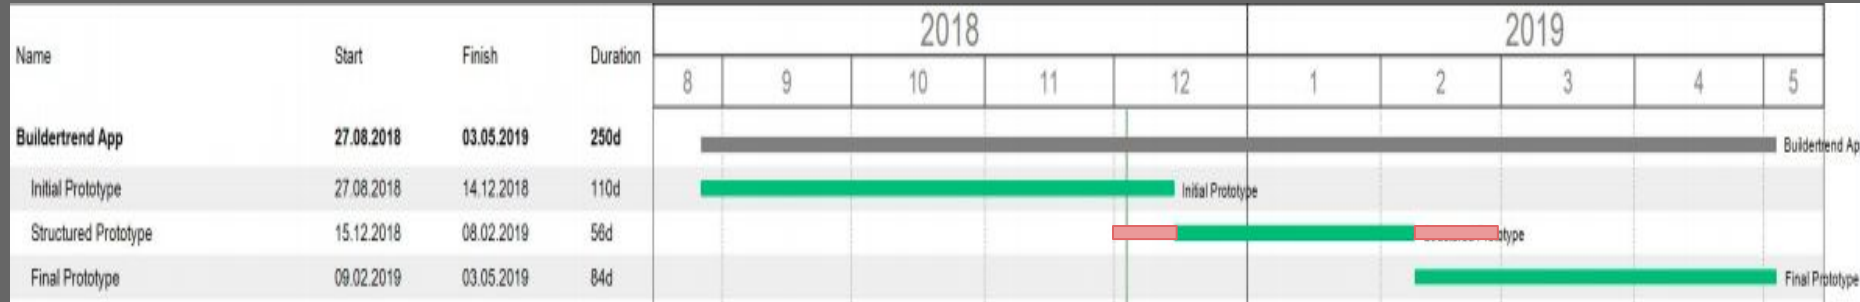 2018 2019
Name Start Finish Duration
8 9 10 11 12 1 2 3 4 5
Buildertrend App 27.08.2018 03.05.2019 250d Buildertrend Ap
Initial Prototype 27.08.2018 14.12.2018 110d Initial Prototype
Structured Prototype 15.12.2018 08.02.2019 56d
Final Prototype 09.02.2019 03.05.2019 84d Final Prototype